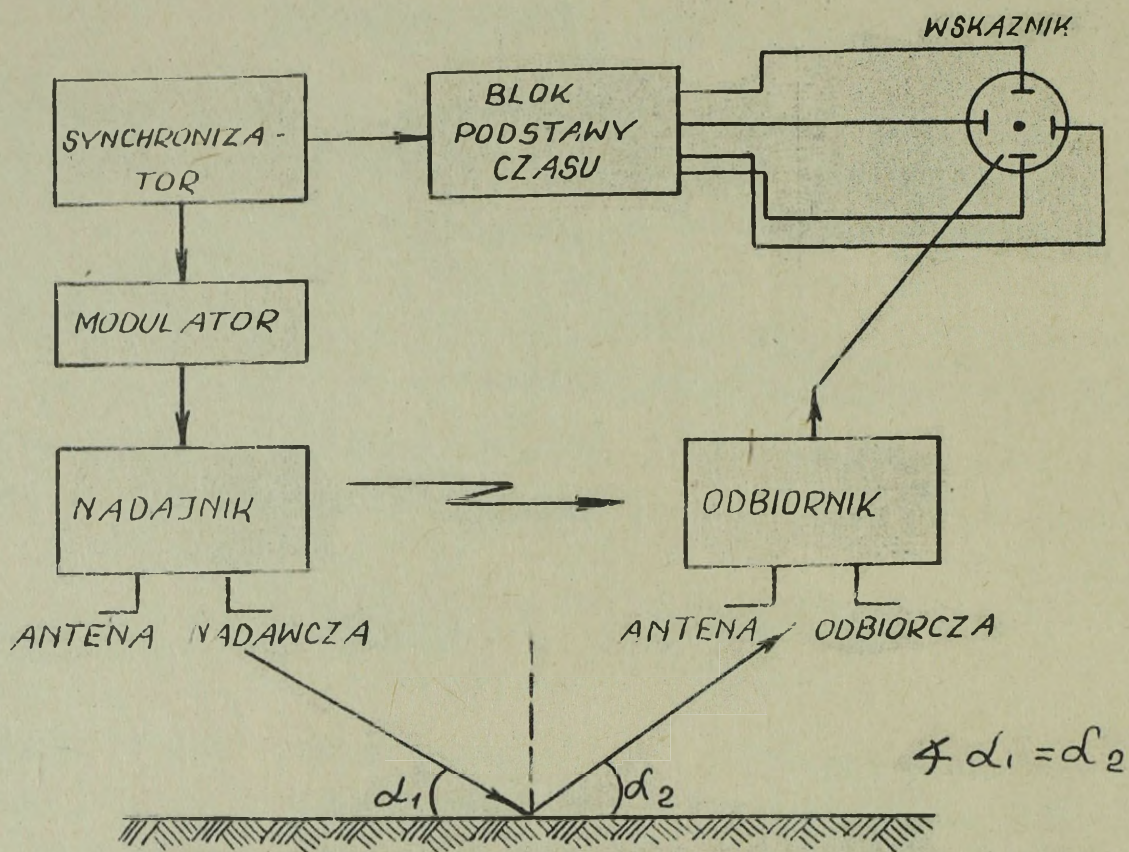 WSKAZNIK
SYNCHRONIZA-
TOR
BLOK
PODSTAWY
CZASU
MODULATOR
NADAJNIK
ODBIORNIK
ANTENA NADAWCZA
ANTENA ODBIORCZA
α1
α2
∢ α1 = α2